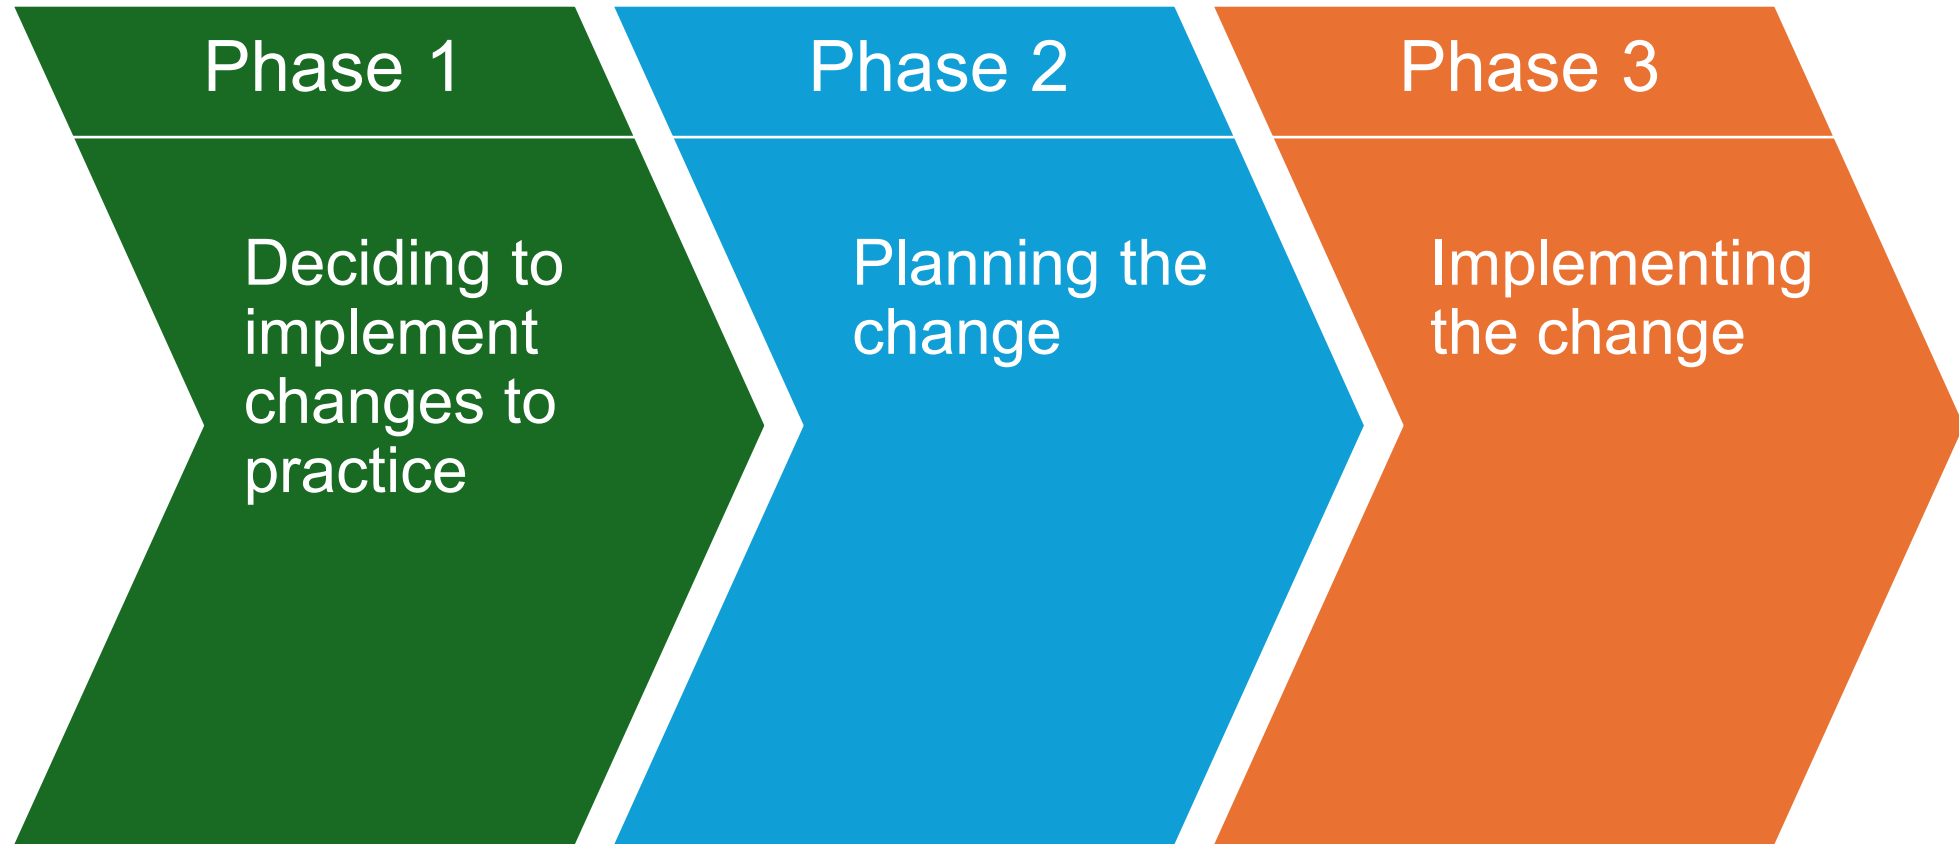 Phase 1
Deciding to
implement
changes to
practice
Phase 2
Planning the
change
Phase 3
Implementing
the change